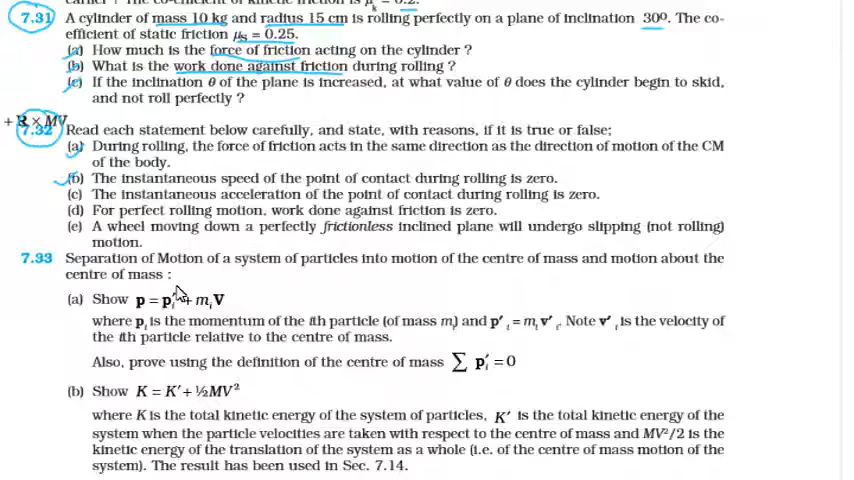 earlier ? The co-efficient of kinetic friction is μk = 0.2.
7.31 A cylinder of mass 10 kg and radius 15 cm is rolling perfectly on a plane of inclination 30°. The co-
efficient of static friction μs = 0.25.
(a) How much is the force of friction acting on the cylinder ?
(b) What is the work done against friction during rolling ?
(c) If the inclination θ of the plane is increased, at what value of θ does the cylinder begin to skid,
and not roll perfectly ?
+ R × MV
7.32 Read each statement below carefully, and state, with reasons, if it is true or false;
(a) During rolling, the force of friction acts in the same direction as the direction of motion of the CM
of the body.
(b) The instantaneous speed of the point of contact during rolling is zero.
(c) The instantaneous acceleration of the point of contact during rolling is zero.
(d) For perfect rolling motion, work done against friction is zero.
(e) A wheel moving down a perfectly frictionless inclined plane will undergo slipping (not rolling)
motion.
7.33 Separation of Motion of a system of particles into motion of the centre of mass and motion about the
centre of mass :
(a) Show p = p′i + miV
where pi is the momentum of the ith particle (of mass mi) and p′i = mi v′i. Note v′i is the velocity of
the ith particle relative to the centre of mass.
Also, prove using the definition of the centre of mass ∑ p′i = 0
(b) Show K = K′ + ½MV²
where K is the total kinetic energy of the system of particles, K′ is the total kinetic energy of the
system when the particle velocities are taken with respect to the centre of mass and MV²/2 is the
kinetic energy of the translation of the system as a whole (i.e. of the centre of mass motion of the
system). The result has been used in Sec. 7.14.